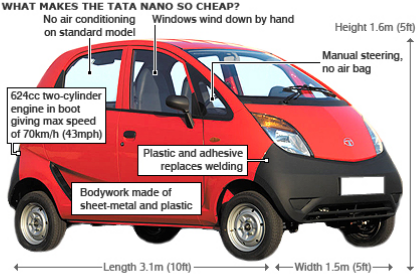 WHAT MAKES THE TATA NANO SO CHEAP?
No air conditioning
on standard model
Windows wind down by hand
Height 1.6m (5ft)
Manual steering,
no air bag
624cc two-cylinder
engine in boot
giving max speed
of 70km/h (43mph)
Plastic and adhesive
replaces welding
Bodywork made of
sheet-metal and plastic
Length 3.1m (10ft)
Width 1.5m (5ft)